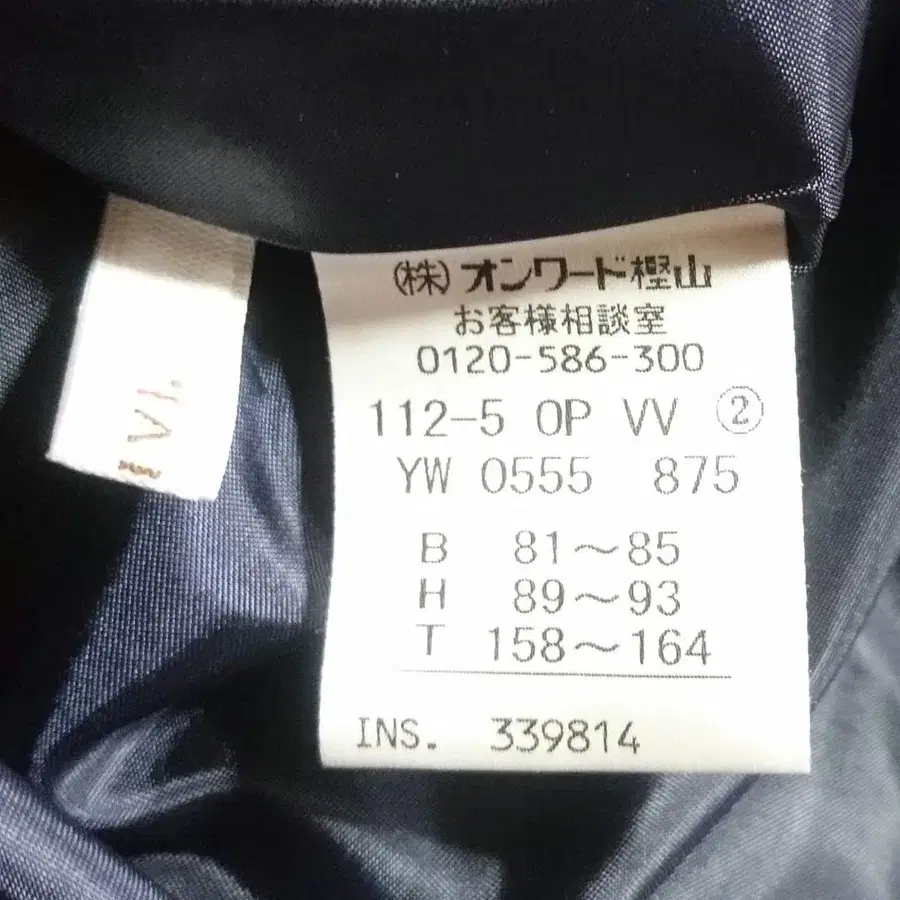 (株)オンワード樫山
お客様相談室
0120-586-300
112-5 OP VV ②
YW 0555 875
B 81～85
H 89～93
T 158～164
INS. 339814